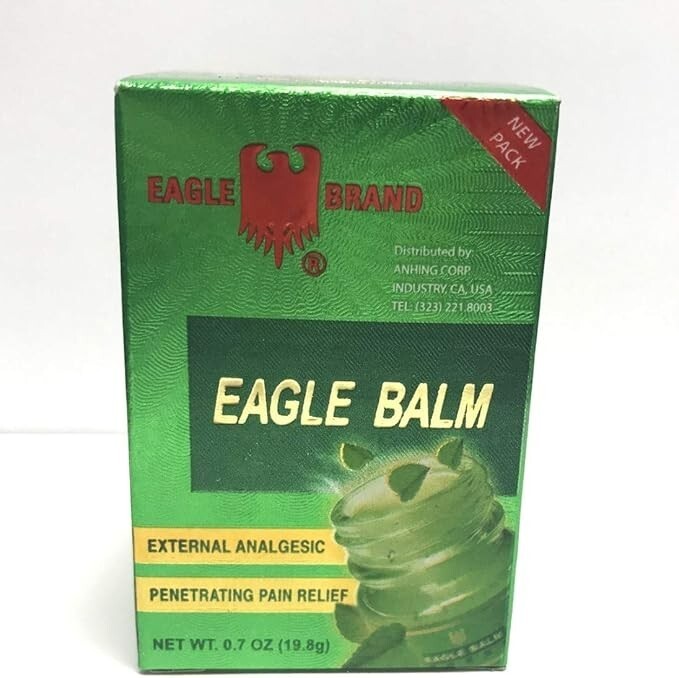 NEW
PACK
EAGLE BRAND
®
Distributed by:
ANHING CORP.
INDUSTRY, CA, USA
TEL: (323) 221.8003
EAGLE BALM
EXTERNAL ANALGESIC
PENETRATING PAIN RELIEF
NET WT. 0.7 OZ (19.8g)
EAGLE BALM